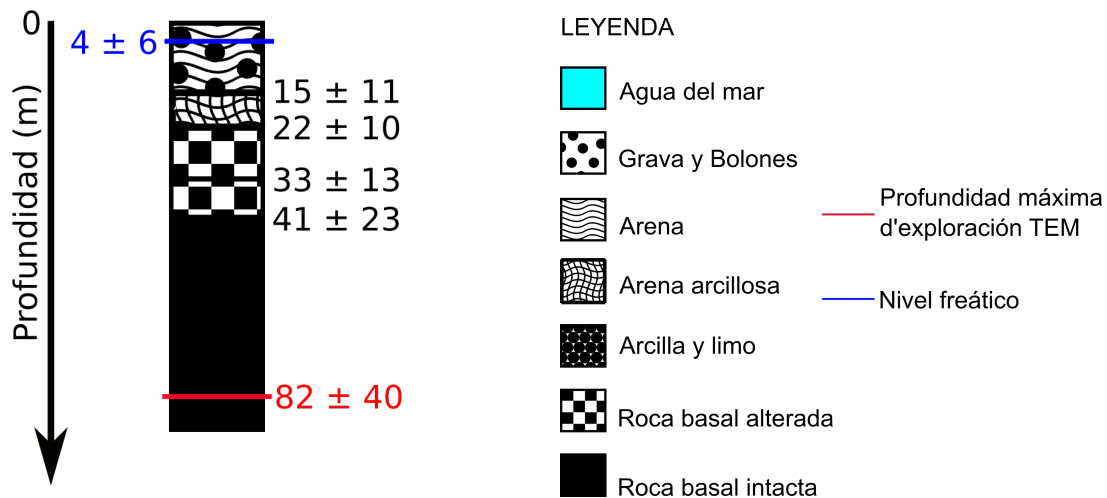 0
4 ± 6
15 ± 11
22 ± 10
33 ± 13
41 ± 23
82 ± 40
Profundidad (m)
LEYENDA
Agua del mar
Grava y Bolones
Arena
Arena arcillosa
Arcilla y limo
Roca basal alterada
Roca basal intacta
Profundidad máxima
d'exploración TEM
Nivel freático